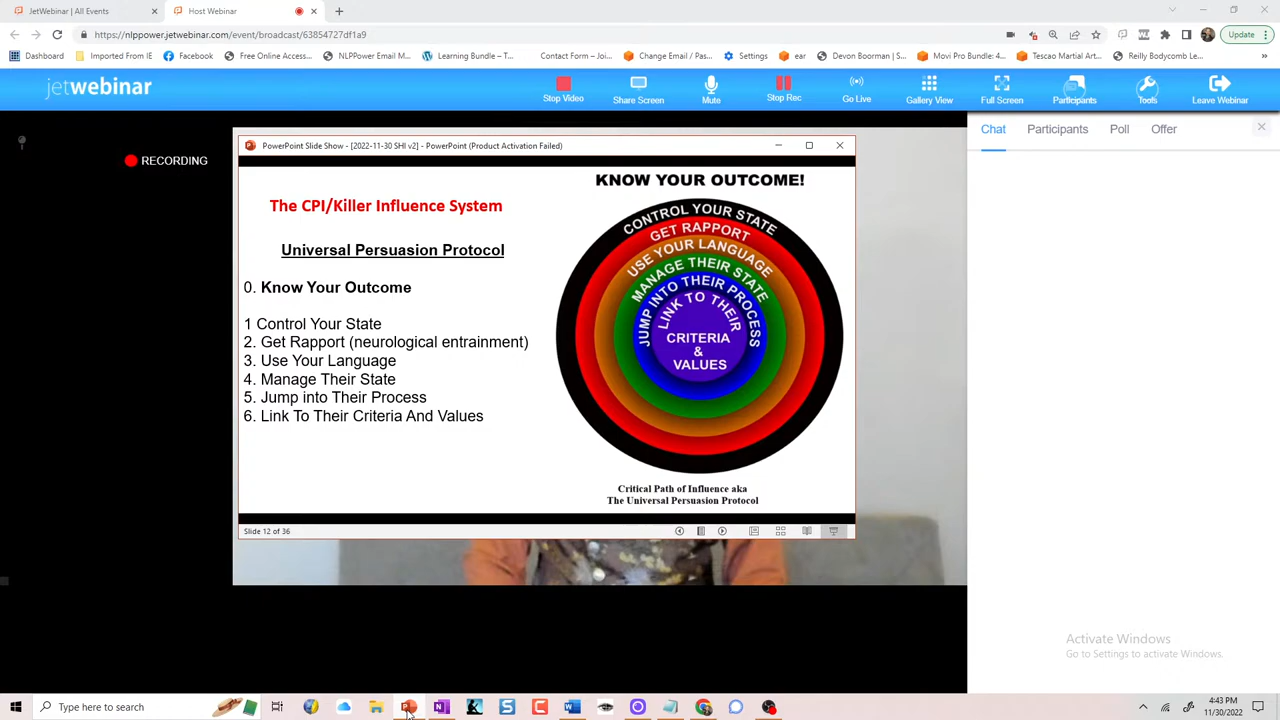 JetWebinar | All Events
Host Webinar
https://nlppower.jetwebinar.com/event/broadcast/63854727df1a9
Update
Dashboard
Imported From IE
Facebook
Free Online Access...
NLPPower Email M...
Learning Bundle – T...
Contact Form – Joi...
Change Email / Pas...
Settings
ear
Devon Boorman | S...
Movi Pro Bundle: 4...
Tescao Martial Art...
Reilly Bodycomb Le...
jetwebinar
Stop Video
Share Screen
Mute
Stop Rec
Go Live
Gallery View
Full Screen
Participants
Tools
Leave Webinar
RECORDING
Chat
Participants
Poll
Offer
PowerPoint Slide Show - [2022-11-30 SHI v2] - PowerPoint (Product Activation Failed)
The CPI/Killer Influence System
Universal Persuasion Protocol
0. Know Your Outcome
1 Control Your State
2. Get Rapport (neurological entrainment)
3. Use Your Language
4. Manage Their State
5. Jump into Their Process
6. Link To Their Criteria And Values
KNOW YOUR OUTCOME!
CONTROL YOUR STATE
GET RAPPORT
USE YOUR LANGUAGE
MANAGE THEIR STATE
JUMP INTO THEIR PROCESS
LINK TO THEIR
CRITERIA
&
VALUES
Critical Path of Influence aka
The Universal Persuasion Protocol
Slide 12 of 36
Activate Windows
Go to Settings to activate Windows.
Type here to search
4:43 PM
11/30/2022